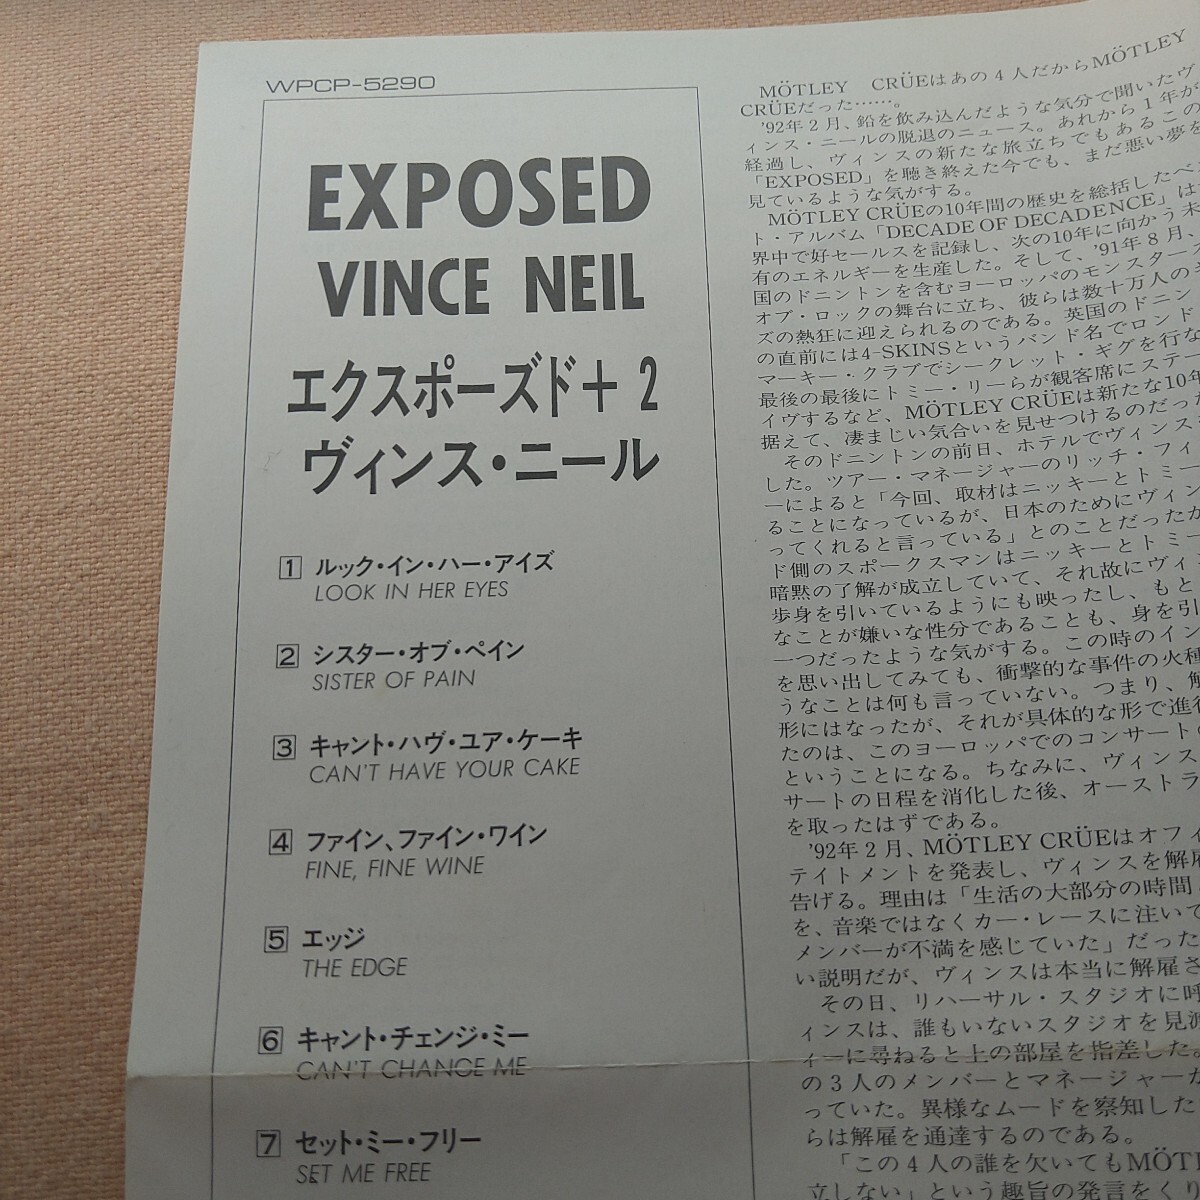 WPCP-5290
EXPOSED
VINCE NEIL
エクスポーズド＋２
ヴィンス・ニール
1 ルック・イン・ハー・アイズ
LOOK IN HER EYES
2 シスター・オブ・ペイン
SISTER OF PAIN
3 キャント・ハヴ・ユア・ケーキ
CAN'T HAVE YOUR CAKE
4 ファイン、ファイン・ワイン
FINE, FINE WINE
5 エッジ
THE EDGE
6 キャント・チェンジ・ミー
CAN'T CHANGE ME
7 セット・ミー・フリー
SET ME FREE
MÖTLEY CRÜEはあの４人だからMÖTLEY
CRÜEだった……。
'92年２月、鉛を飲み込んだような気分で聞いたヴ
ィンス・ニールの脱退のニュース。あれから１年が
経過し、ヴィンスの新たな旅立ちでもあるこの
「EXPOSED」を聴き終えた今でも、まだ悪い夢を
見ているような気がする。
MÖTLEY CRÜEの10年間の歴史を総括したベス
ト・アルバム「DECADE OF DECADENCE」は
界中で好セールスを記録し、次の10年に向かう未
有のエネルギーを生産した。そして、'91年８月、
国のドニントンを含むヨーロッパのモンスターズ
オブ・ロックの舞台に立ち、彼らは数十万人のキ
ズの熱狂に迎えられるのである。英国のドニン
の直前には4-SKINSというバンド名でロンド
マーキー・クラブでシークレット・ギグを行な
最後の最後にトミー・リーらが観客席にステー
イヴするなど、MÖTLEY CRÜEは新たな10年
据えて、凄まじい気合いを見せつけるのだっ
そのドニントンの前日、ホテルでヴィンス
した。ツアー・マネージャーのリッチ・フィ
ーによると「今回、取材はニッキーとトミー
ることになっているが、日本のためにヴィン
ってくれると言っている」とのことだったが
ド側のスポークスマンはニッキーとトミー
暗黙の了解が成立していて、それ故にヴィ
歩身を引いているようにも映ったし、もと
なことが嫌いな性分であることも、身を引
一つだったような気がする。この時のイン
を思い出してみても、衝撃的な事件の火種
うなことは何も言っていない。つまり、解
形にはなったが、それが具体的な形で進行
たのは、このヨーロッパでのコンサートの
ということになる。ちなみに、ヴィンス
サートの日程を消化した後、オーストラ
を取ったはずである。
'92年２月、MÖTLEY CRÜEはオフィ
テイトメントを発表し、ヴィンスを解雇
告げる。理由は「生活の大部分の時間
を、音楽ではなくカー・レースに注いで
メンバーが不満を感じていた」だった
い説明だが、ヴィンスは本当に解雇さ
その日、リハーサル・スタジオに呼
ィンスは、誰もいないスタジオを見渡
ィーに尋ねると上の部屋を指差した。
の３人のメンバーとマネージャーが
っていた。異様なムードを察知した
らは解雇を通達するのである。
「この４人の誰を欠いてもMÖT
立しない」という趣旨の発言をくり